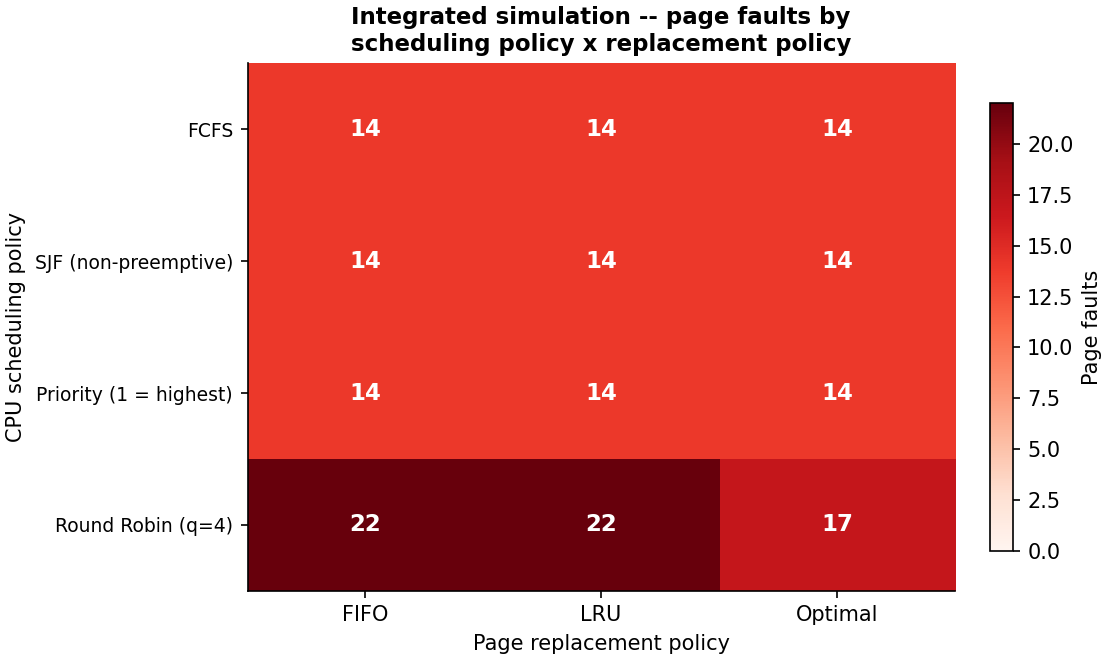 Integrated simulation -- page faults by
scheduling policy x replacement policy
CPU scheduling policy
FCFS
14 14 14
SJF (non-preemptive)
14 14 14
Priority (1 = highest)
14 14 14
Round Robin (q=4)
22 22 17
FIFO LRU Optimal
Page replacement policy
20.0
17.5
15.0
12.5
10.0
7.5
5.0
2.5
0.0
Page faults